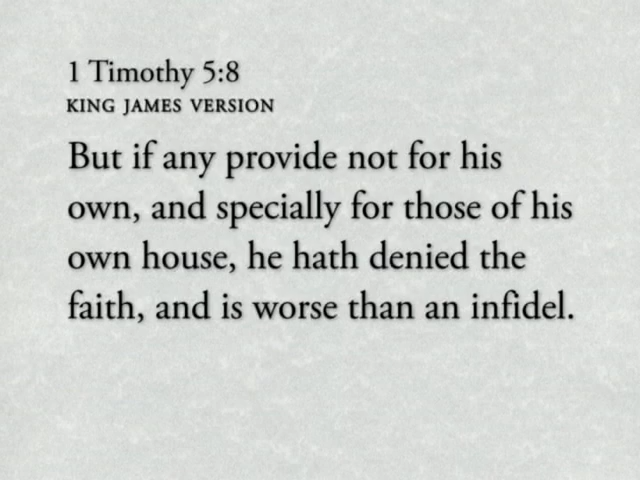 1 Timothy 5:8
KING JAMES VERSION
But if any provide not for his
own, and specially for those of his
own house, he hath denied the
faith, and is worse than an infidel.